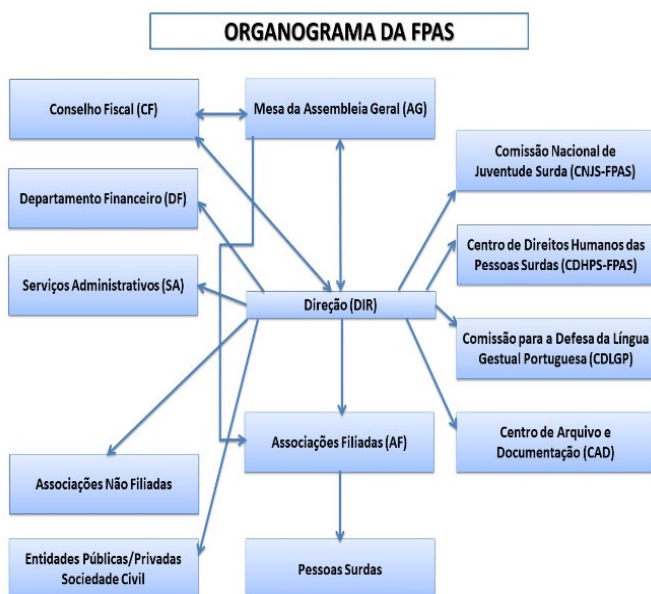 ORGANOGRAMA DA FPAS
Conselho Fiscal (CF)
Mesa da Assembleia Geral (AG)
Comissão Nacional de
Juventude Surda (CNJS-FPAS)
Departamento Financeiro (DF)
Centro de Direitos Humanos das
Pessoas Surdas (CDHPS-FPAS)
Serviços Administrativos (SA)
Direção (DIR)
Comissão para a Defesa da Língua
Gestual Portuguesa (CDLGP)
Associações Filiadas (AF)
Centro de Arquivo e
Documentação (CAD)
Associações Não Filiadas
Entidades Públicas/Privadas
Sociedade Civil
Pessoas Surdas